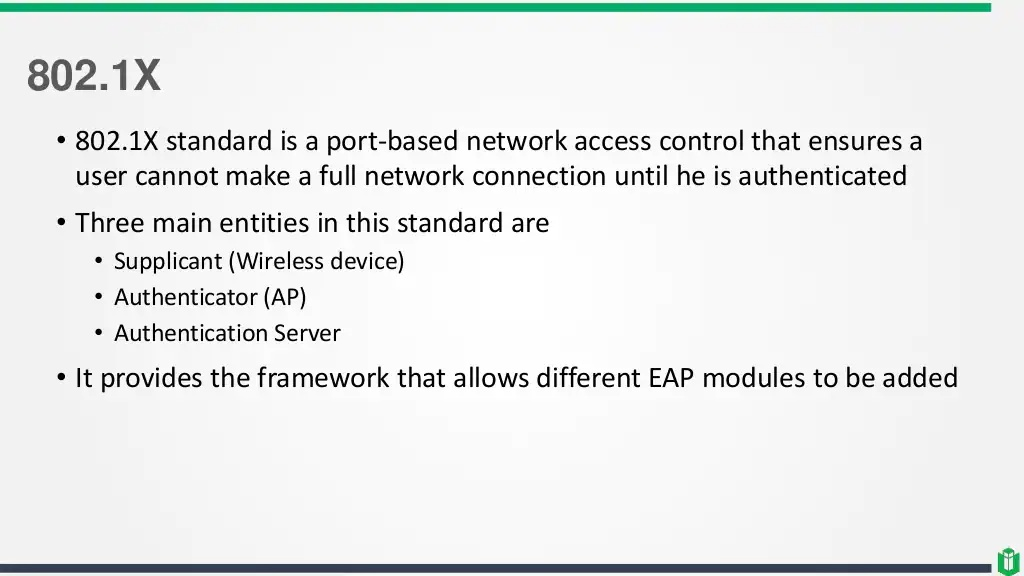 802.1X
• 802.1X standard is a port-based network access control that ensures a
user cannot make a full network connection until he is authenticated
• Three main entities in this standard are
• Supplicant (Wireless device)
• Authenticator (AP)
• Authentication Server
• It provides the framework that allows different EAP modules to be added